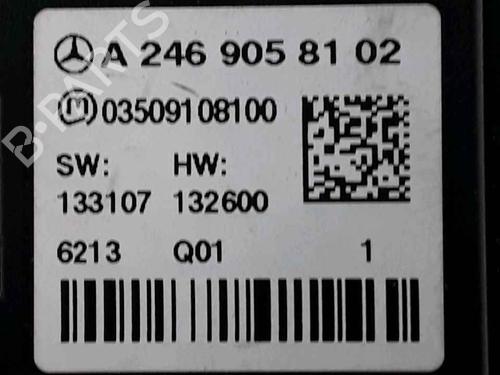 A 246 905 81 02
M 03509108100
SW: HW:
133107 132600
6213 Q01 1
B-PARTS